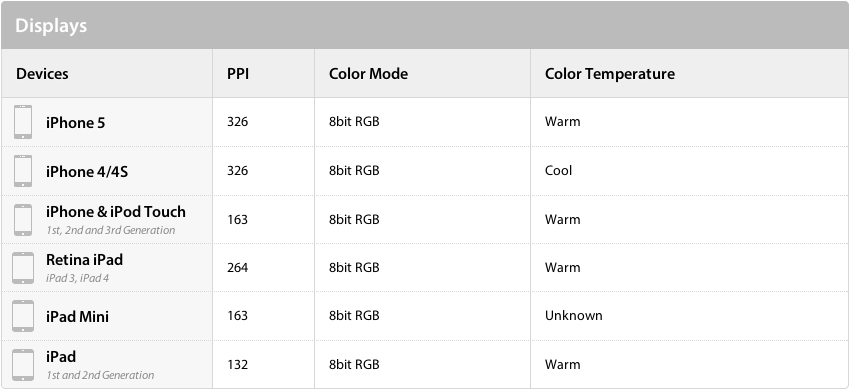 Displays
Devices PPI Color Mode Color Temperature
iPhone 5 326 8bit RGB Warm
iPhone 4/4S 326 8bit RGB Cool
iPhone & iPod Touch
1st, 2nd and 3rd Generation
163 8bit RGB Warm
Retina iPad
iPad 3, iPad 4
264 8bit RGB Warm
iPad Mini 163 8bit RGB Unknown
iPad
1st and 2nd Generation
132 8bit RGB Warm